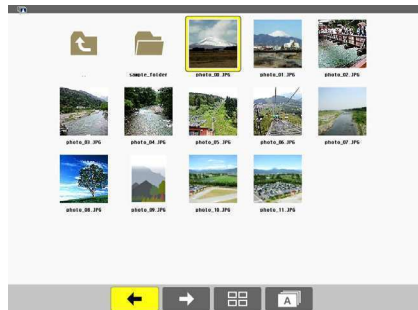 ..
sample_folder
photo_00.JPG
photo_01.JPG
photo_02.JPG
photo_03.JPG
photo_04.JPG
photo_05.JPG
photo_06.JPG
photo_07.JPG
photo_08.JPG
photo_09.JPG
photo_10.JPG
photo_11.JPG
A